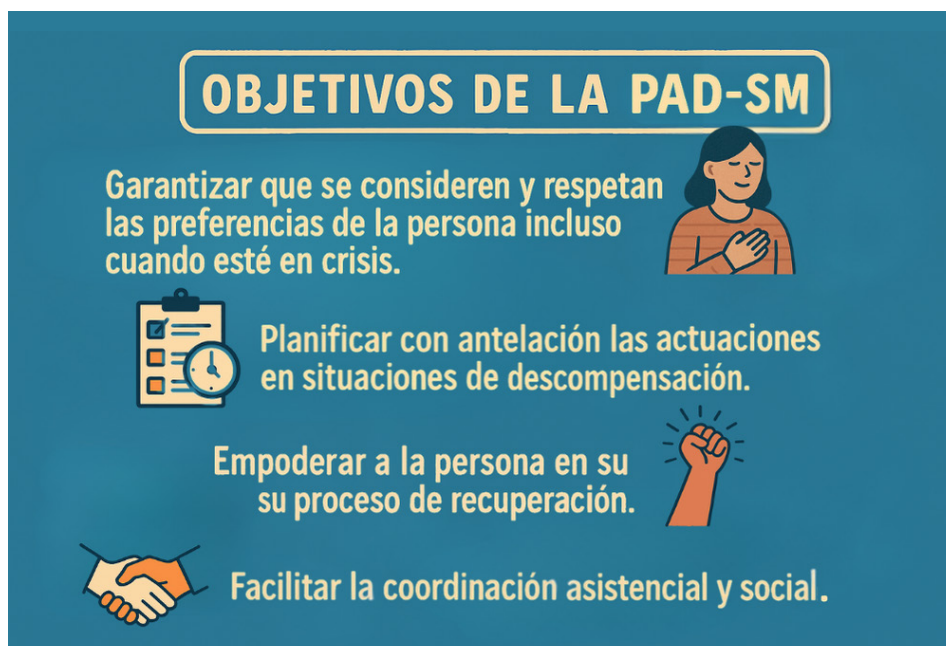 OBJETIVOS DE LA PAD-SM
Garantizar que se consideren y respetan
las preferencias de la persona incluso
cuando esté en crisis.
Planificar con antelación las actuaciones
en situaciones de descompensación.
Empoderar a la persona en su
su proceso de recuperación.
Facilitar la coordinación asistencial y social.